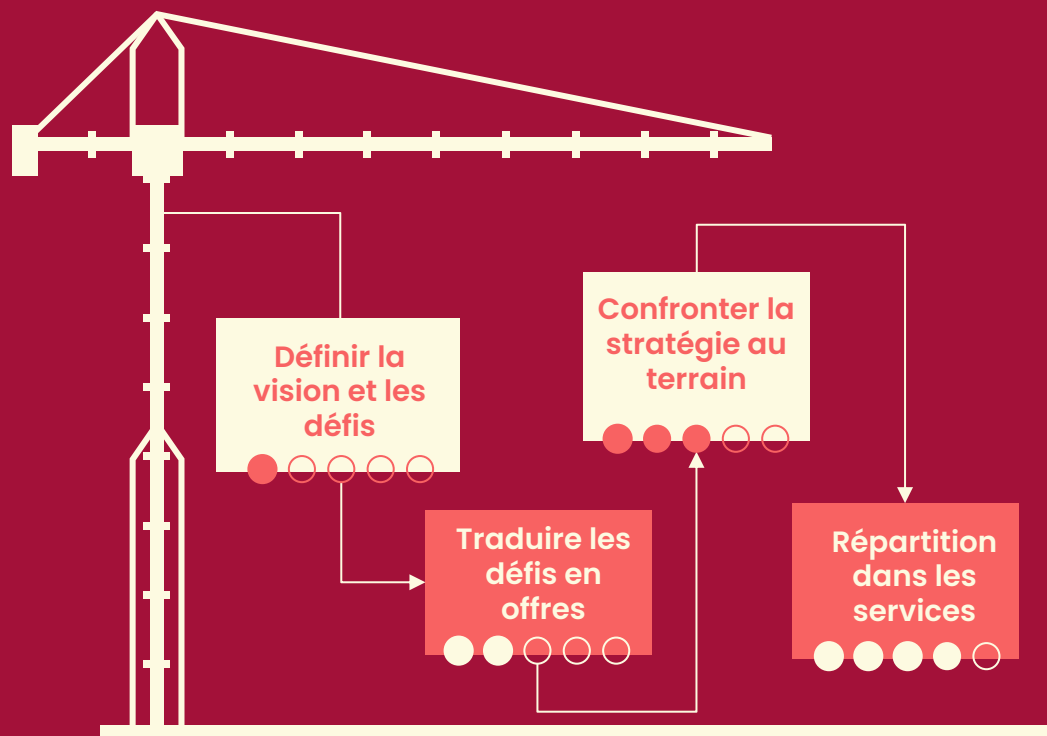 Définir la
vision et les
défis
Traduire les
défis en
offres
Confronter la
stratégie au
terrain
Répartition
dans les
services